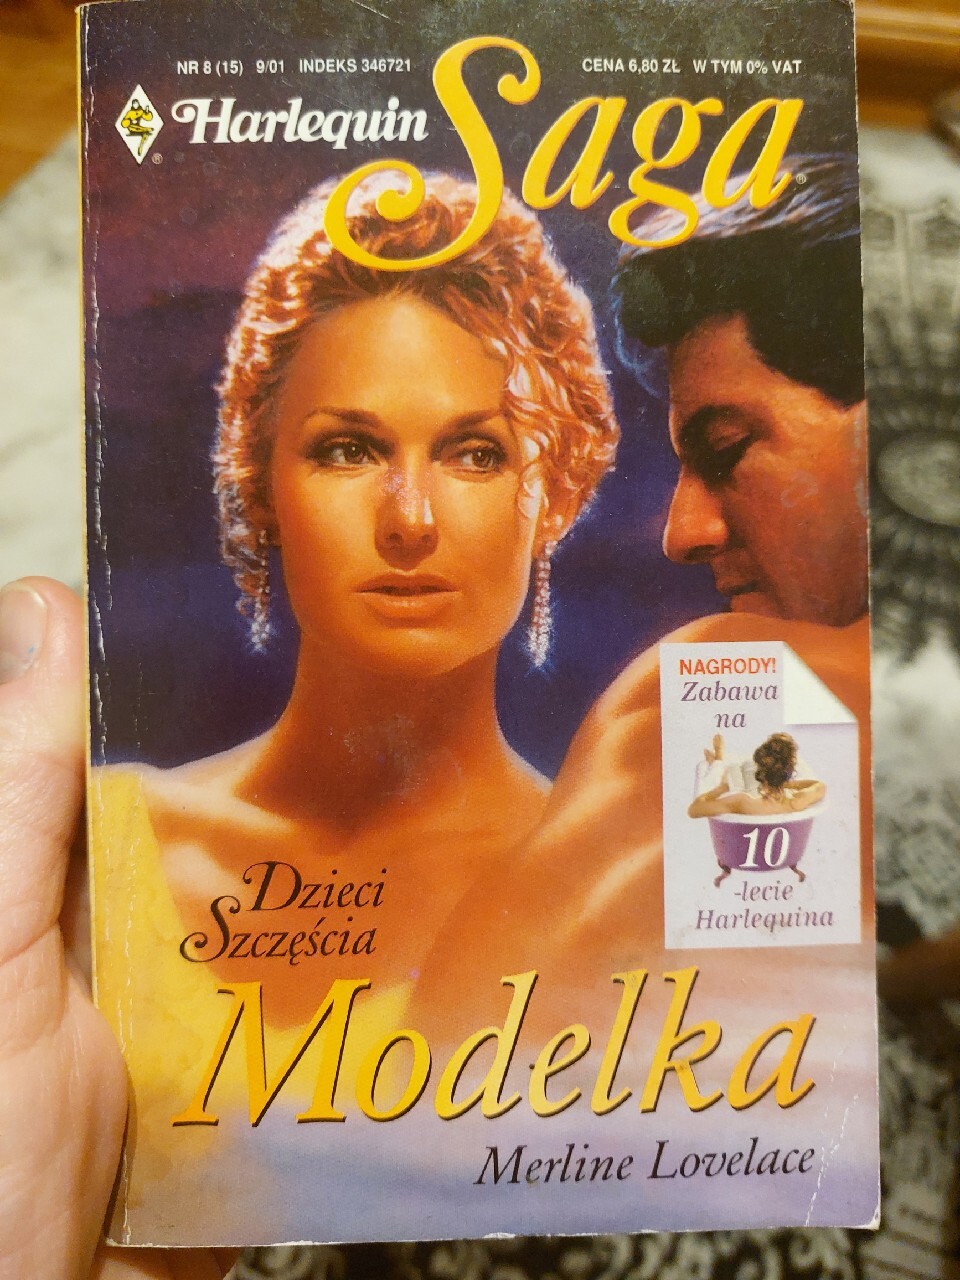 NR 8 (15) 9/01 INDEKS 346721
CENA 6,80 ZŁ W TYM 0% VAT
Harlequin ®
Saga ®
NAGRODY!
Zabawa
na
10
-lecie
Harlequina
Dzieci
Szczęścia
Modelka
Merline Lovelace